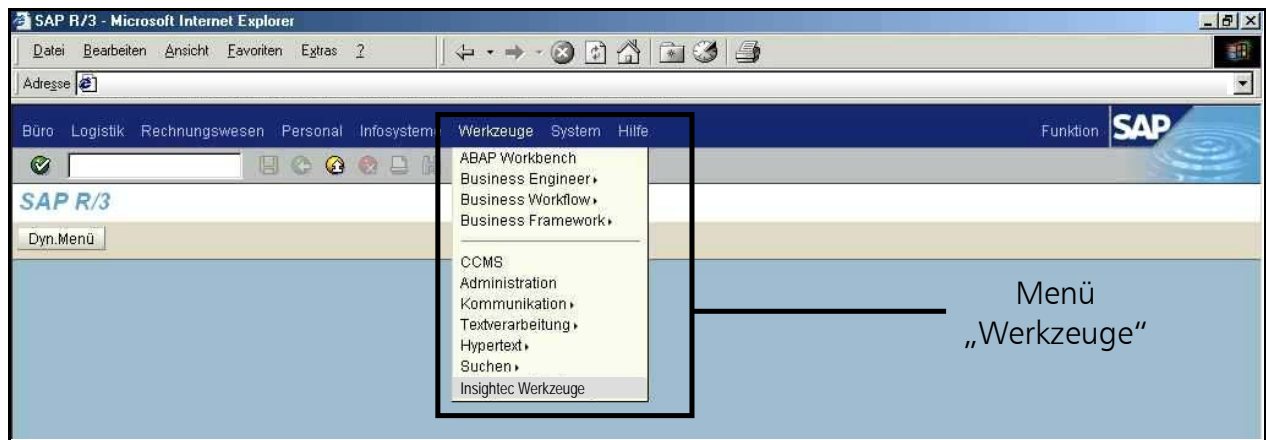 SAP R/3 - Microsoft Internet Explorer
Datei Bearbeiten Ansicht Favoriten Extras ?
Adresse
Büro Logistik Rechnungswesen Personal Infosysteme Werkzeuge System Hilfe Funktion SAP
ABAP Workbench
Business Engineer
Business Workflow
Business Framework
SAP R/3
Dyn.Menü
CCMS
Administration
Kommunikation
Textverarbeitung
Hypertext
Suchen
Insightec Werkzeuge
Menü
„Werkzeuge“